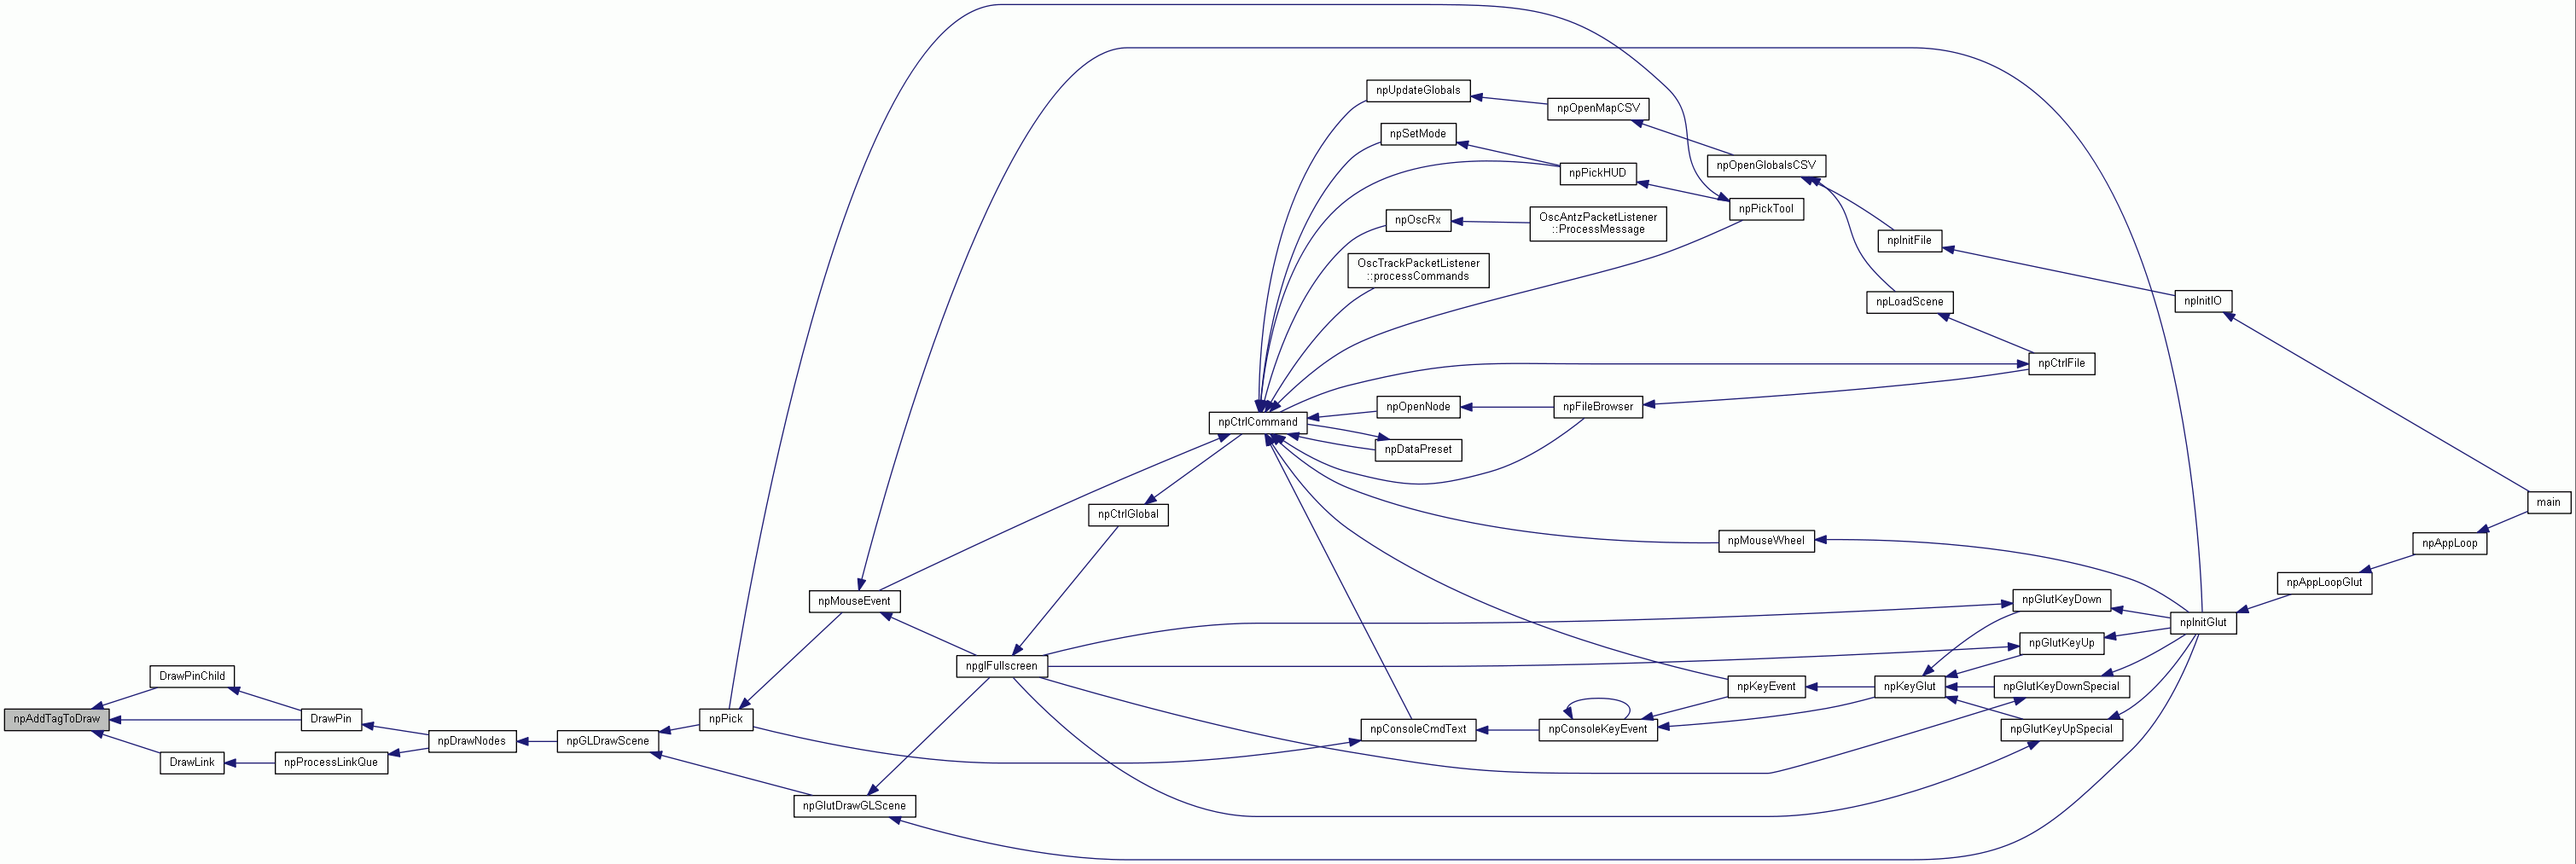 npUpdateGlobals
npOpenMapCSV
npSetMode
npOpenGlobalsCSV
npPickHUD
npPickTool
npOscRx
OscAntzPacketListener
::ProcessMessage
npInitFile
OscTrackPacketListener
::processCommands
npInitIO
npLoadScene
npCtrlFile
npOpenNode
npFileBrowser
npCtrlCommand
npDataPreset
main
npCtrlGlobal
npMouseWheel
npAppLoop
npAppLoopGlut
npMouseEvent
npGlutKeyDown
npInitGlut
npGlutKeyUp
npglFullscreen
DrawPinChild
npKeyEvent
npKeyGlut
npGlutKeyDownSpecial
npAddTagToDraw
DrawPin
npPick
npConsoleCmdText
npConsoleKeyEvent
npGlutKeyUpSpecial
npDrawNodes
npGLDrawScene
DrawLink
npProcessLinkQue
npGlutDrawGLScene